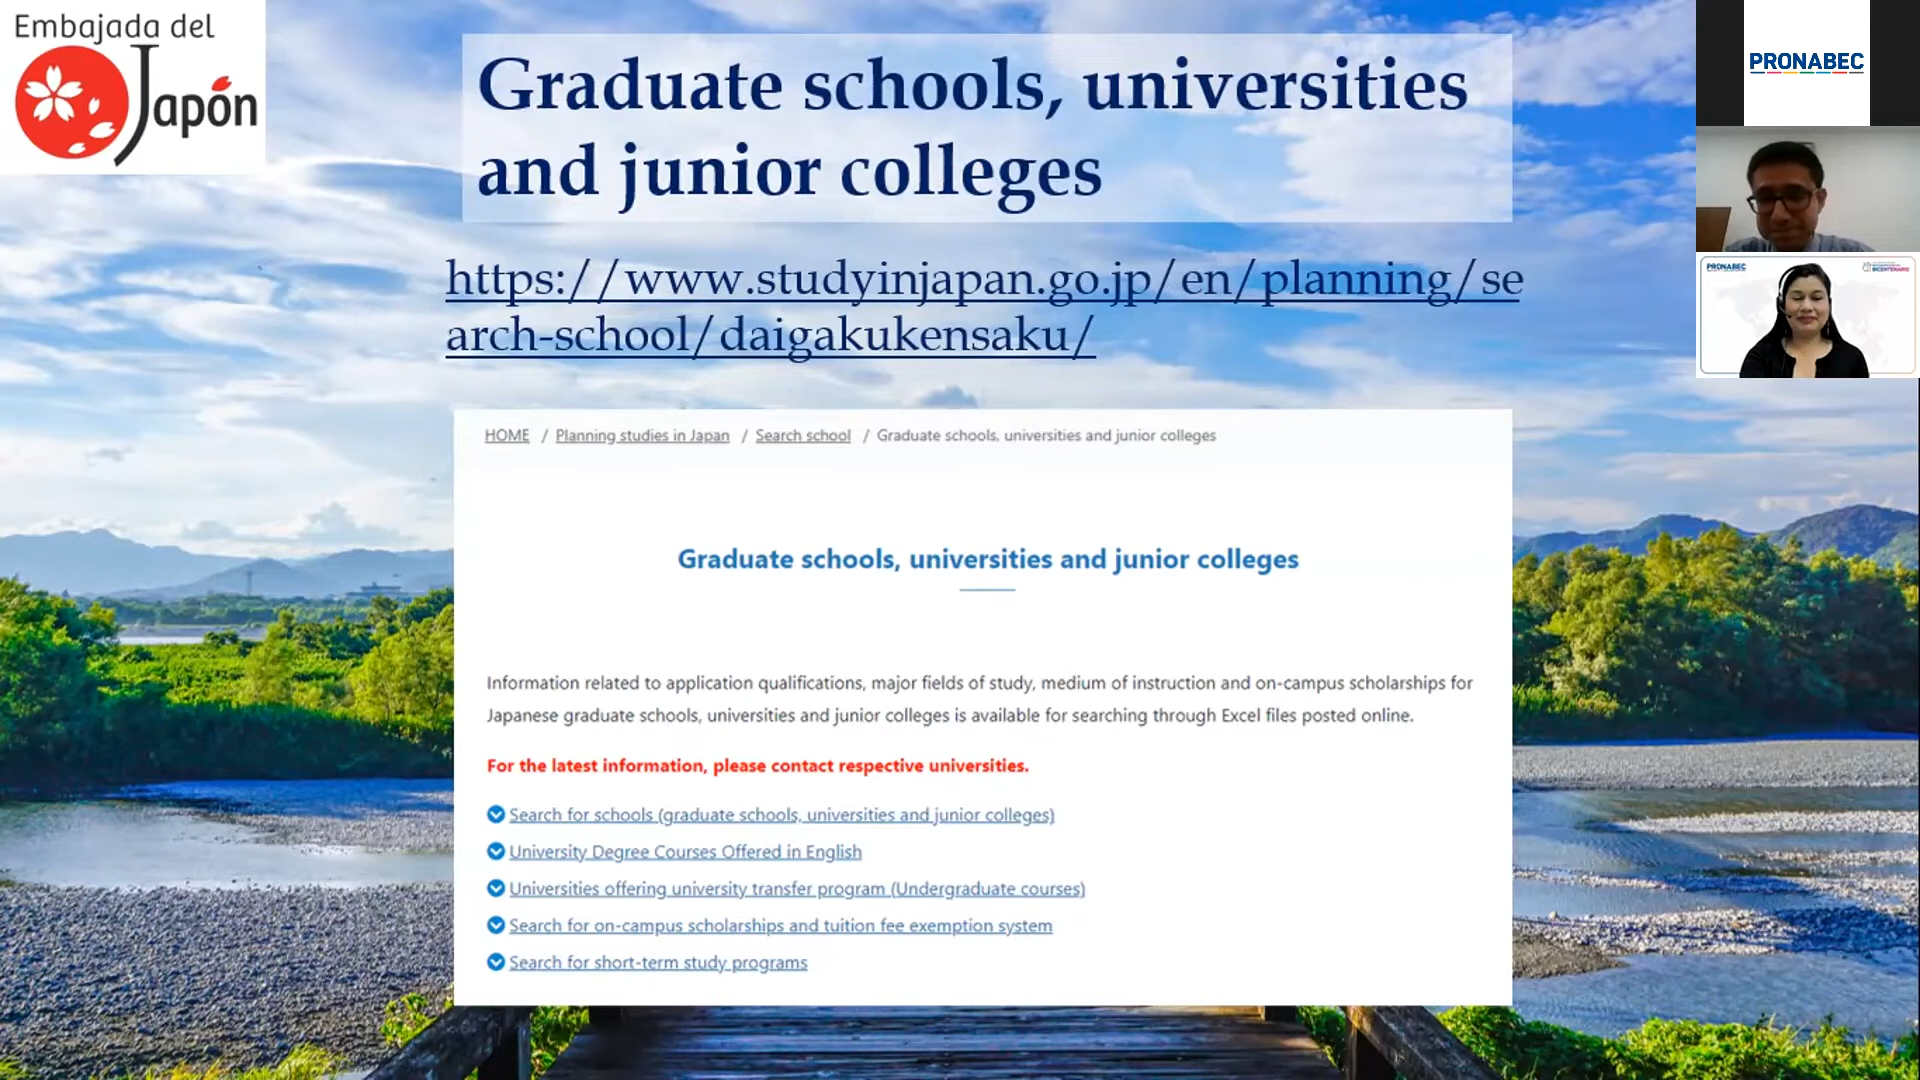 Embajada del
Japón
Graduate schools, universities
and junior colleges
https://www.studyinjapan.go.jp/en/planning/se
arch-school/daigakukensaku/
HOME / Planning studies in Japan / Search school / Graduate schools, universities and junior colleges
Graduate schools, universities and junior colleges
Information related to application qualifications, major fields of study, medium of instruction and on-campus scholarships for
Japanese graduate schools, universities and junior colleges is available for searching through Excel files posted online.
For the latest information, please contact respective universities.
Search for schools (graduate schools, universities and junior colleges)
University Degree Courses Offered in English
Universities offering university transfer program (Undergraduate courses)
Search for on-campus scholarships and tuition fee exemption system
Search for short-term study programs
PRONABEC
PRONABEC
BICENTENARIO